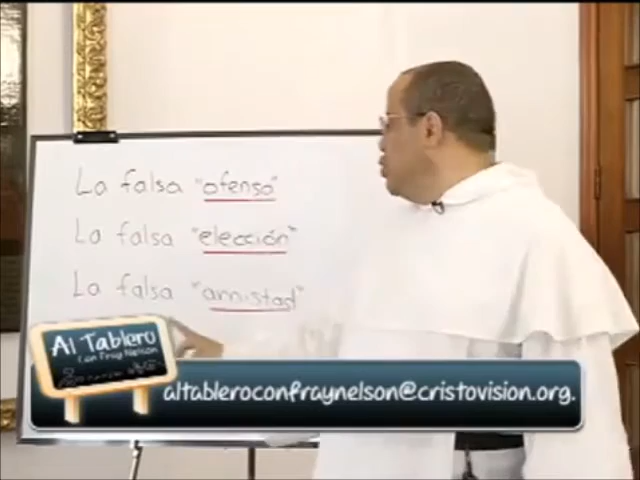 La falsa "ofensa"
La falsa "elección"
La falsa "amistad"
Al Tablero
con Fray Nelson
altableroconfraynelson@cristovision.org.